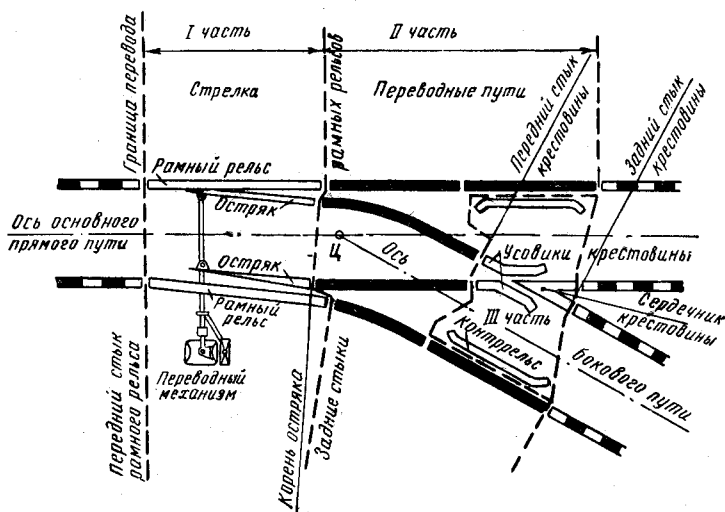 I часть
II часть
Граница перевода
Стрелка
рамных рельсов
Переводные пути
Передний стык
крестовины
Задний стык
крестовины
Рамный рельс
Остряк
Ось основного
прямого пути
Ц
Ось
Усовики крестовины
Остряк
Рамный
рельс
III часть
Сердечник
крестовины
контррельс
бокового пути
Переводный
механизм
Передний стык
рамного рельса
Корень остряка
Задние стыки